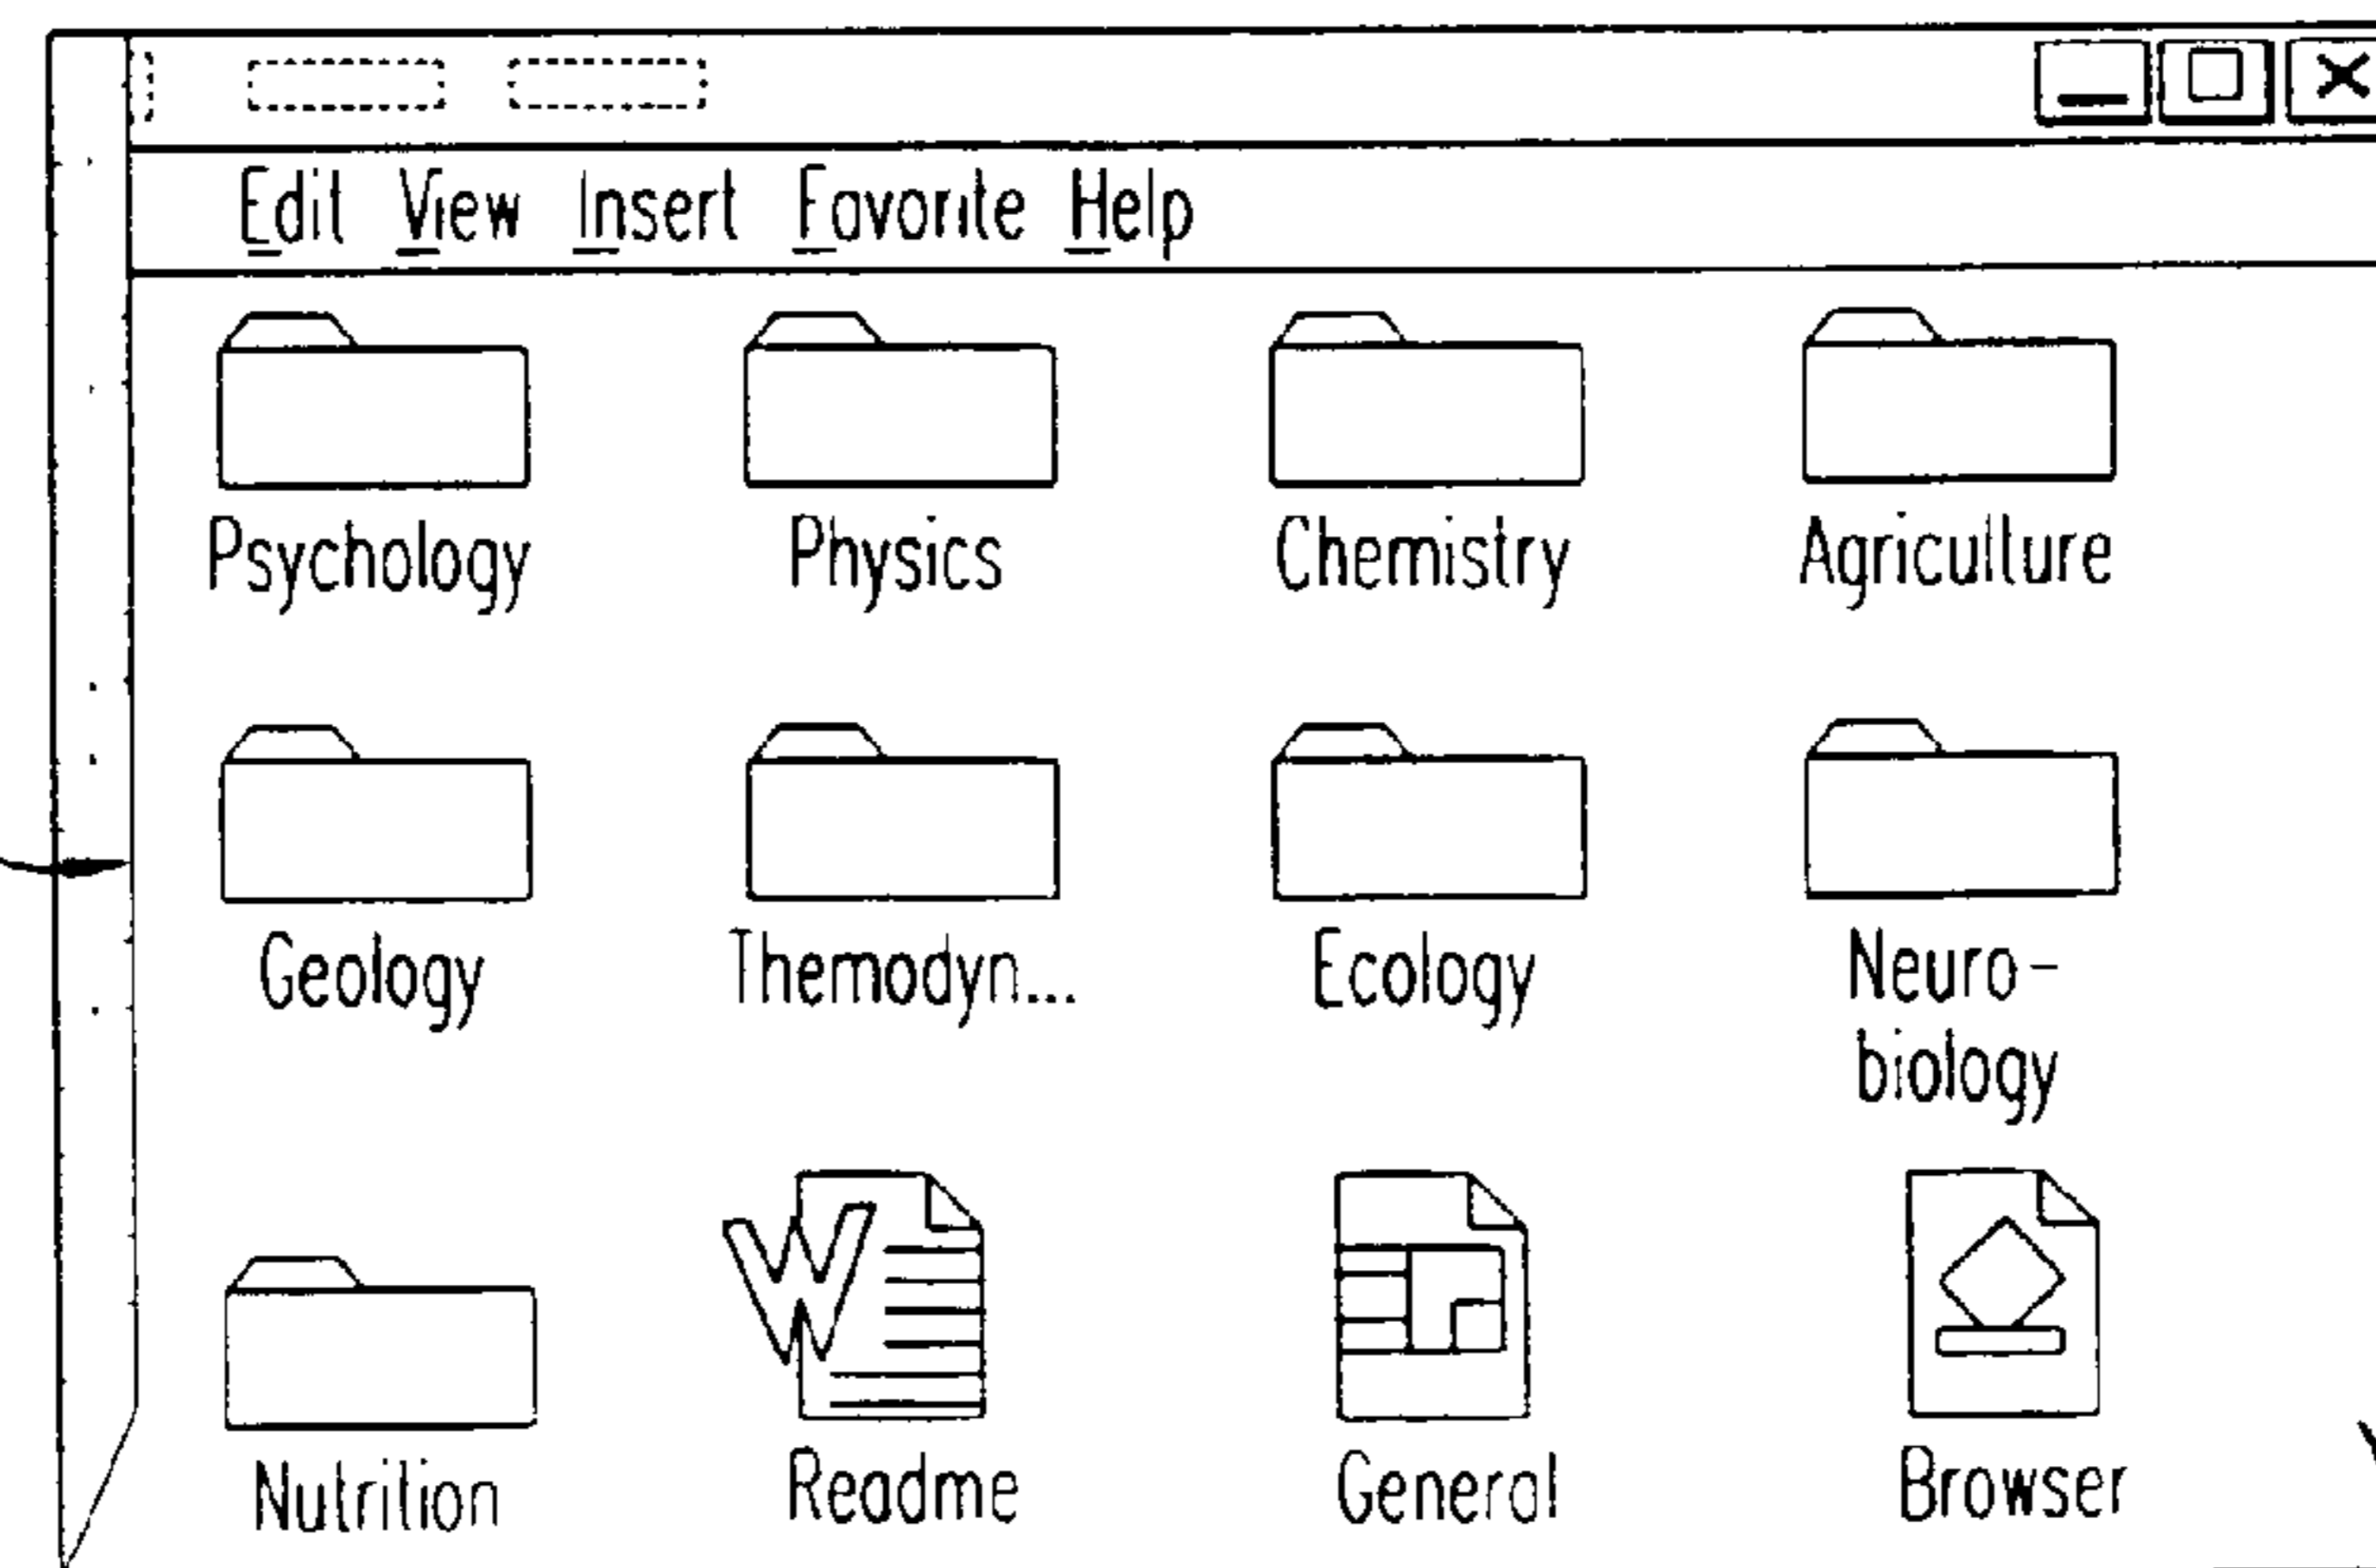 Edit View Insert Favorite Help
Psychology Physics Chemistry Agriculture
Geology Themodyn... Ecology Neuro-
biology
Nutrition Readme General Browser